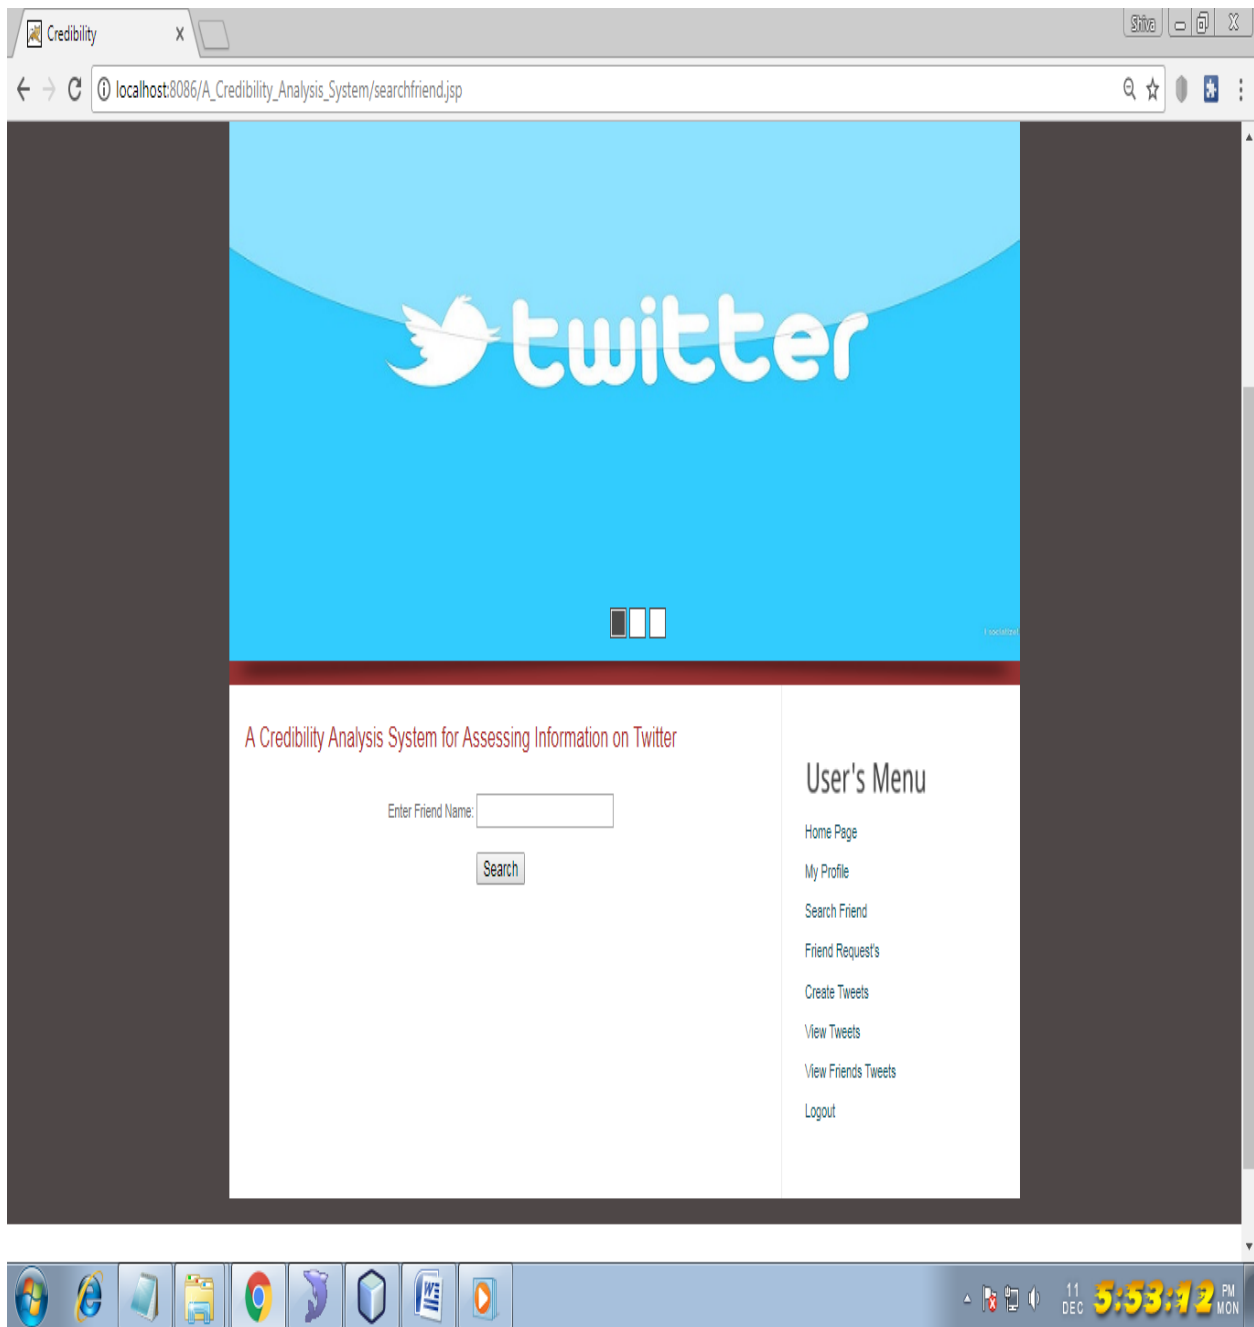 Credibility
Shiva
localhost:8086/A_Credibility_Analysis_System/searchfriend.jsp
twitter
A Credibility Analysis System for Assessing Information on Twitter
Enter Friend Name:
Search
User's Menu
Home Page
My Profile
Search Friend
Friend Request's
Create Tweets
View Tweets
View Friends Tweets
Logout
11
DEC
5:53:12
PM
MON